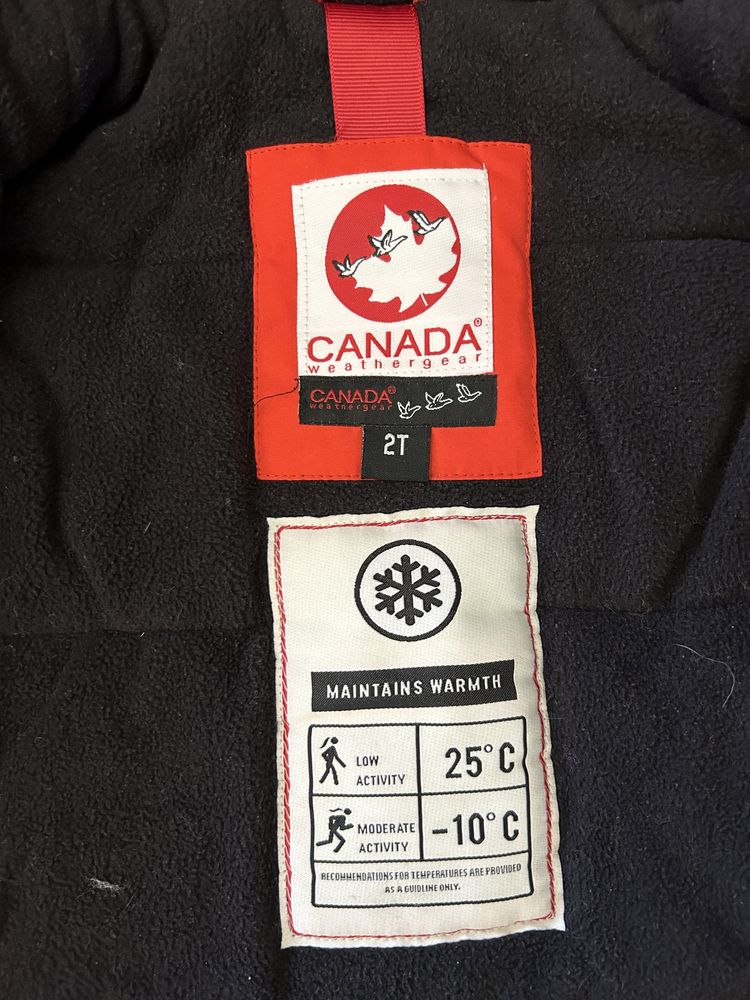 CANADA®
weathergear
CANADA®
weathergear
2T
MAINTAINS WARMTH
LOW
ACTIVITY
25°C
MODERATE
ACTIVITY
-10°C
RECOMMENDATIONS FOR TEMPERATURES ARE PROVIDED
AS A GUIDLINE ONLY.